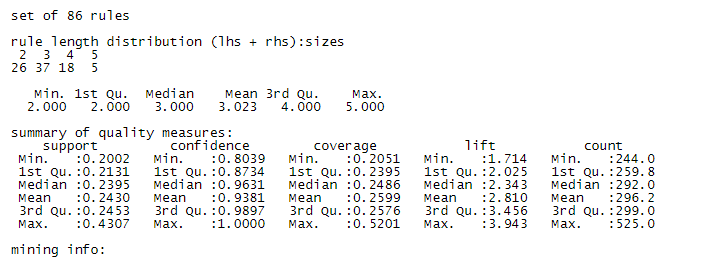 set of 86 rules
rule length distribution (lhs + rhs):sizes
 2  3  4  5
26 37 18  5
   Min. 1st Qu.  Median    Mean 3rd Qu.    Max.
  2.000   2.000   3.000   3.023   4.000   5.000
summary of quality measures:
    support         confidence        coverage           lift           count
 Min.   :0.2002   Min.   :0.8039   Min.   :0.2051   Min.   :1.714   Min.   :244.0
 1st Qu.:0.2131   1st Qu.:0.8734   1st Qu.:0.2395   1st Qu.:2.025   1st Qu.:259.8
 Median :0.2395   Median :0.9631   Median :0.2486   Median :2.343   Median :292.0
 Mean   :0.2430   Mean   :0.9381   Mean   :0.2599   Mean   :2.810   Mean   :296.2
 3rd Qu.:0.2453   3rd Qu.:0.9897   3rd Qu.:0.2576   3rd Qu.:3.456   3rd Qu.:299.0
 Max.   :0.4307   Max.   :1.0000   Max.   :0.5201   Max.   :3.943   Max.   :525.0
mining info: